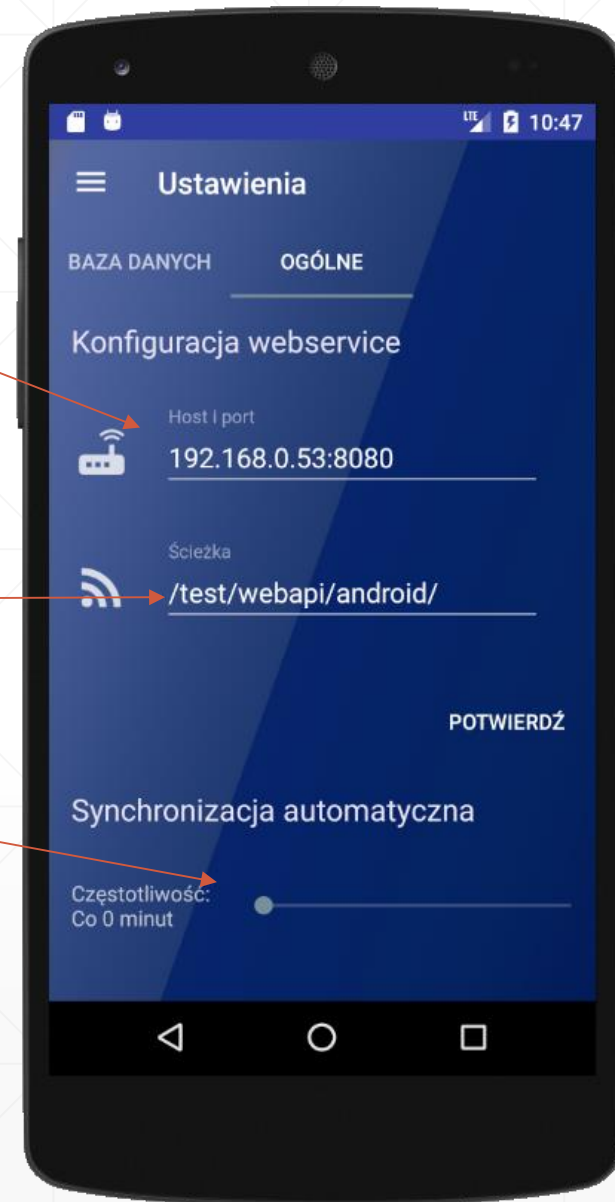 LTE 10:47
Ustawienia
BAZA DANYCH OGÓLNE
Konfiguracja webservice
Host i port
192.168.0.53:8080
Ścieżka
/test/webapi/android/
POTWIERDŹ
Synchronizacja automatyczna
Częstotliwość:
Co 0 minut